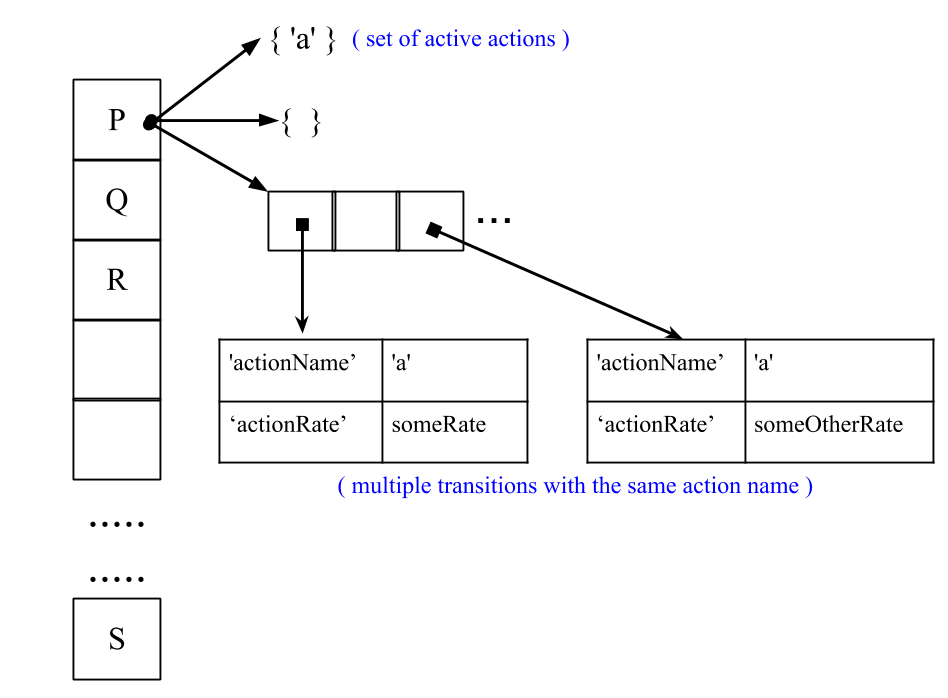 { 'a' } ( set of active actions )
P
{ }
Q
R
...
'actionName’ 'a'
‘actionRate’ someRate
'actionName’ 'a'
‘actionRate’ someOtherRate
( multiple transitions with the same action name )
.....
.....
S